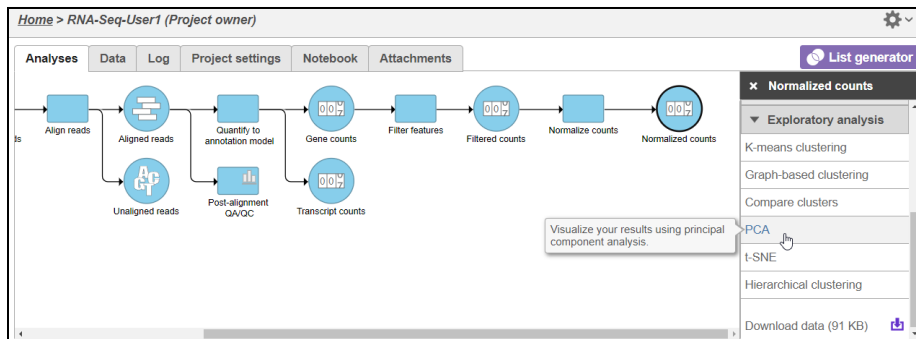 Home > RNA-Seq-User1 (Project owner)
Analyses
Data
Log
Project settings
Notebook
Attachments
List generator
× Normalized counts
Exploratory analysis
K-means clustering
Graph-based clustering
Compare clusters
PCA
t-SNE
Hierarchical clustering
Download data (91 KB)
Visualize your results using principal
component analysis.
ds
Align reads
Aligned reads
Quantify to
annotation model
Gene counts
Filter features
Filtered counts
Normalize counts
Normalized counts
Unaligned reads
Post-alignment
QA/QC
Transcript counts